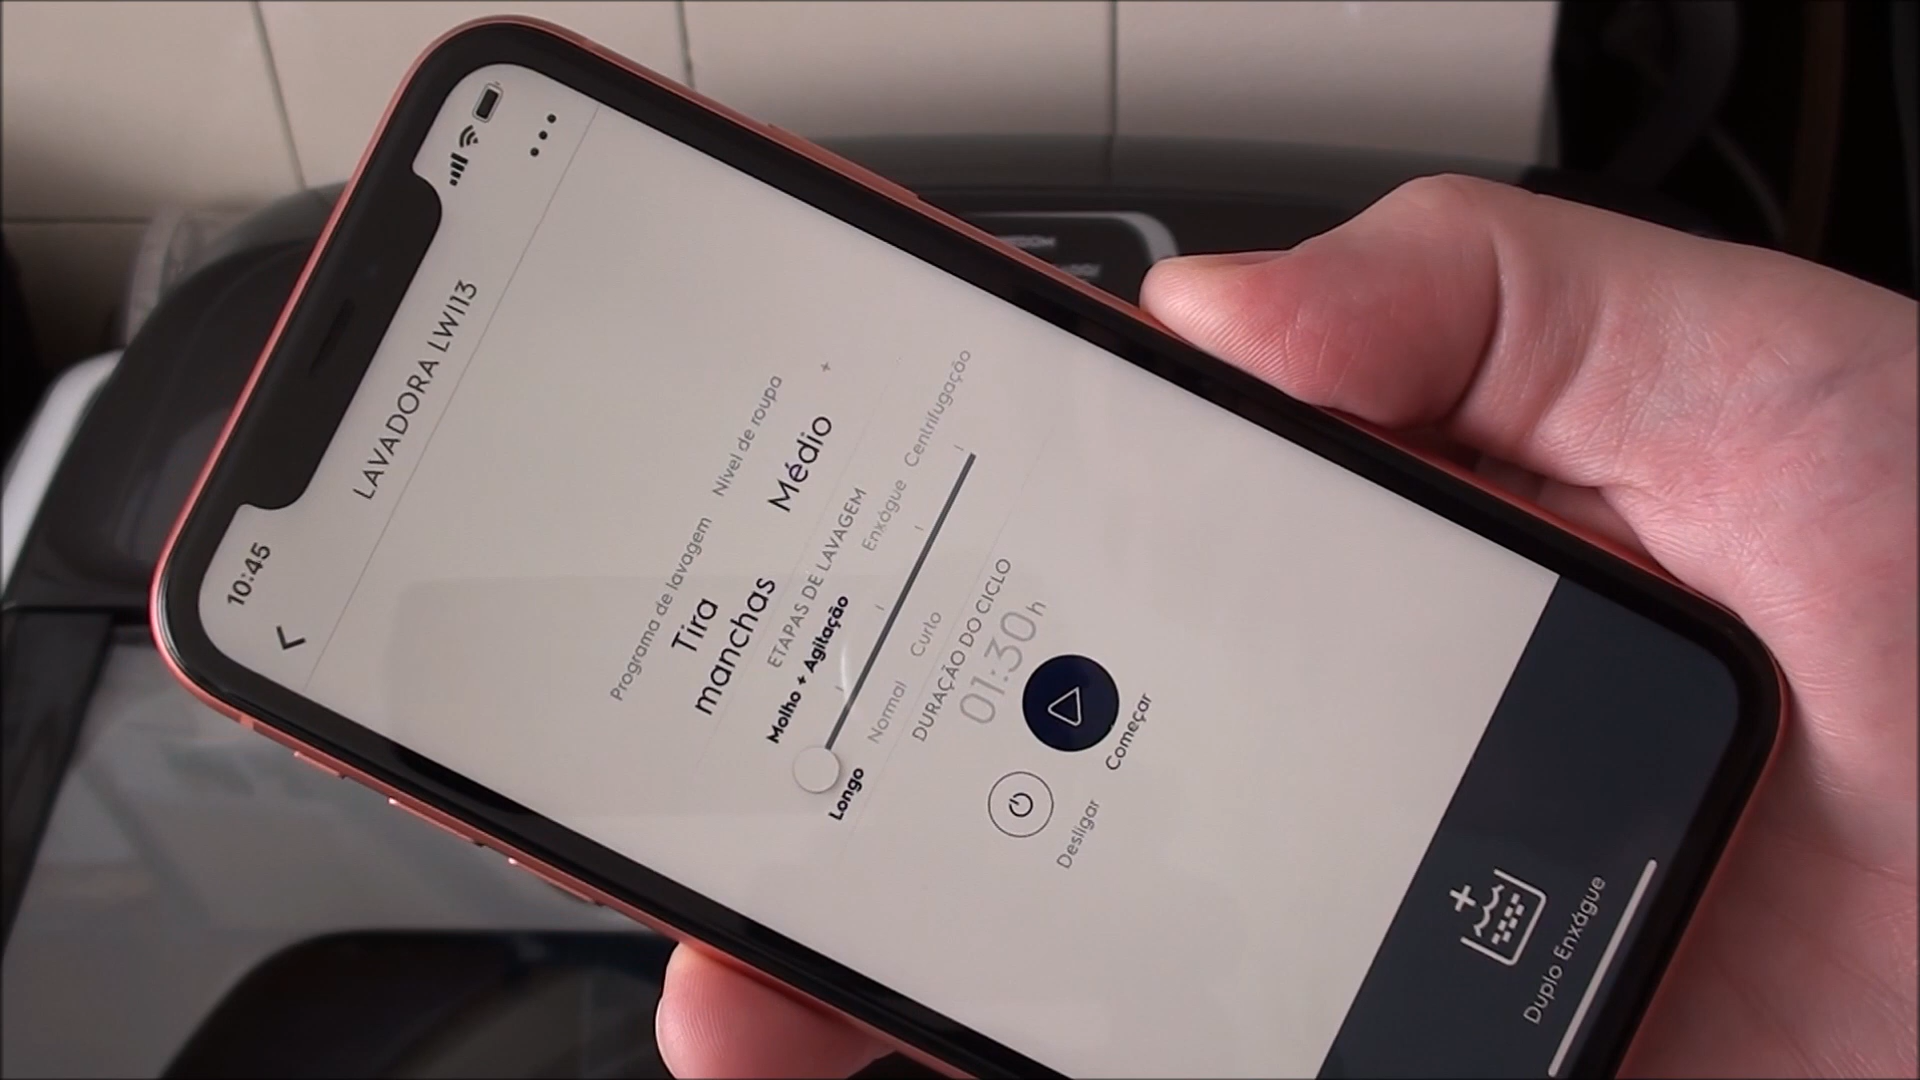 10:45
LAVADORA LWI13
Programa de lavagem
Nível de roupa
Tira
manchas
Médio
+
ETAPAS DE LAVAGEM
Molho + Agitação
Enxágue
Centrifugação
Longo
Normal
Curto
DURAÇÃO DO CICLO
01:30h
Desligar
Começar
Duplo Enxágue